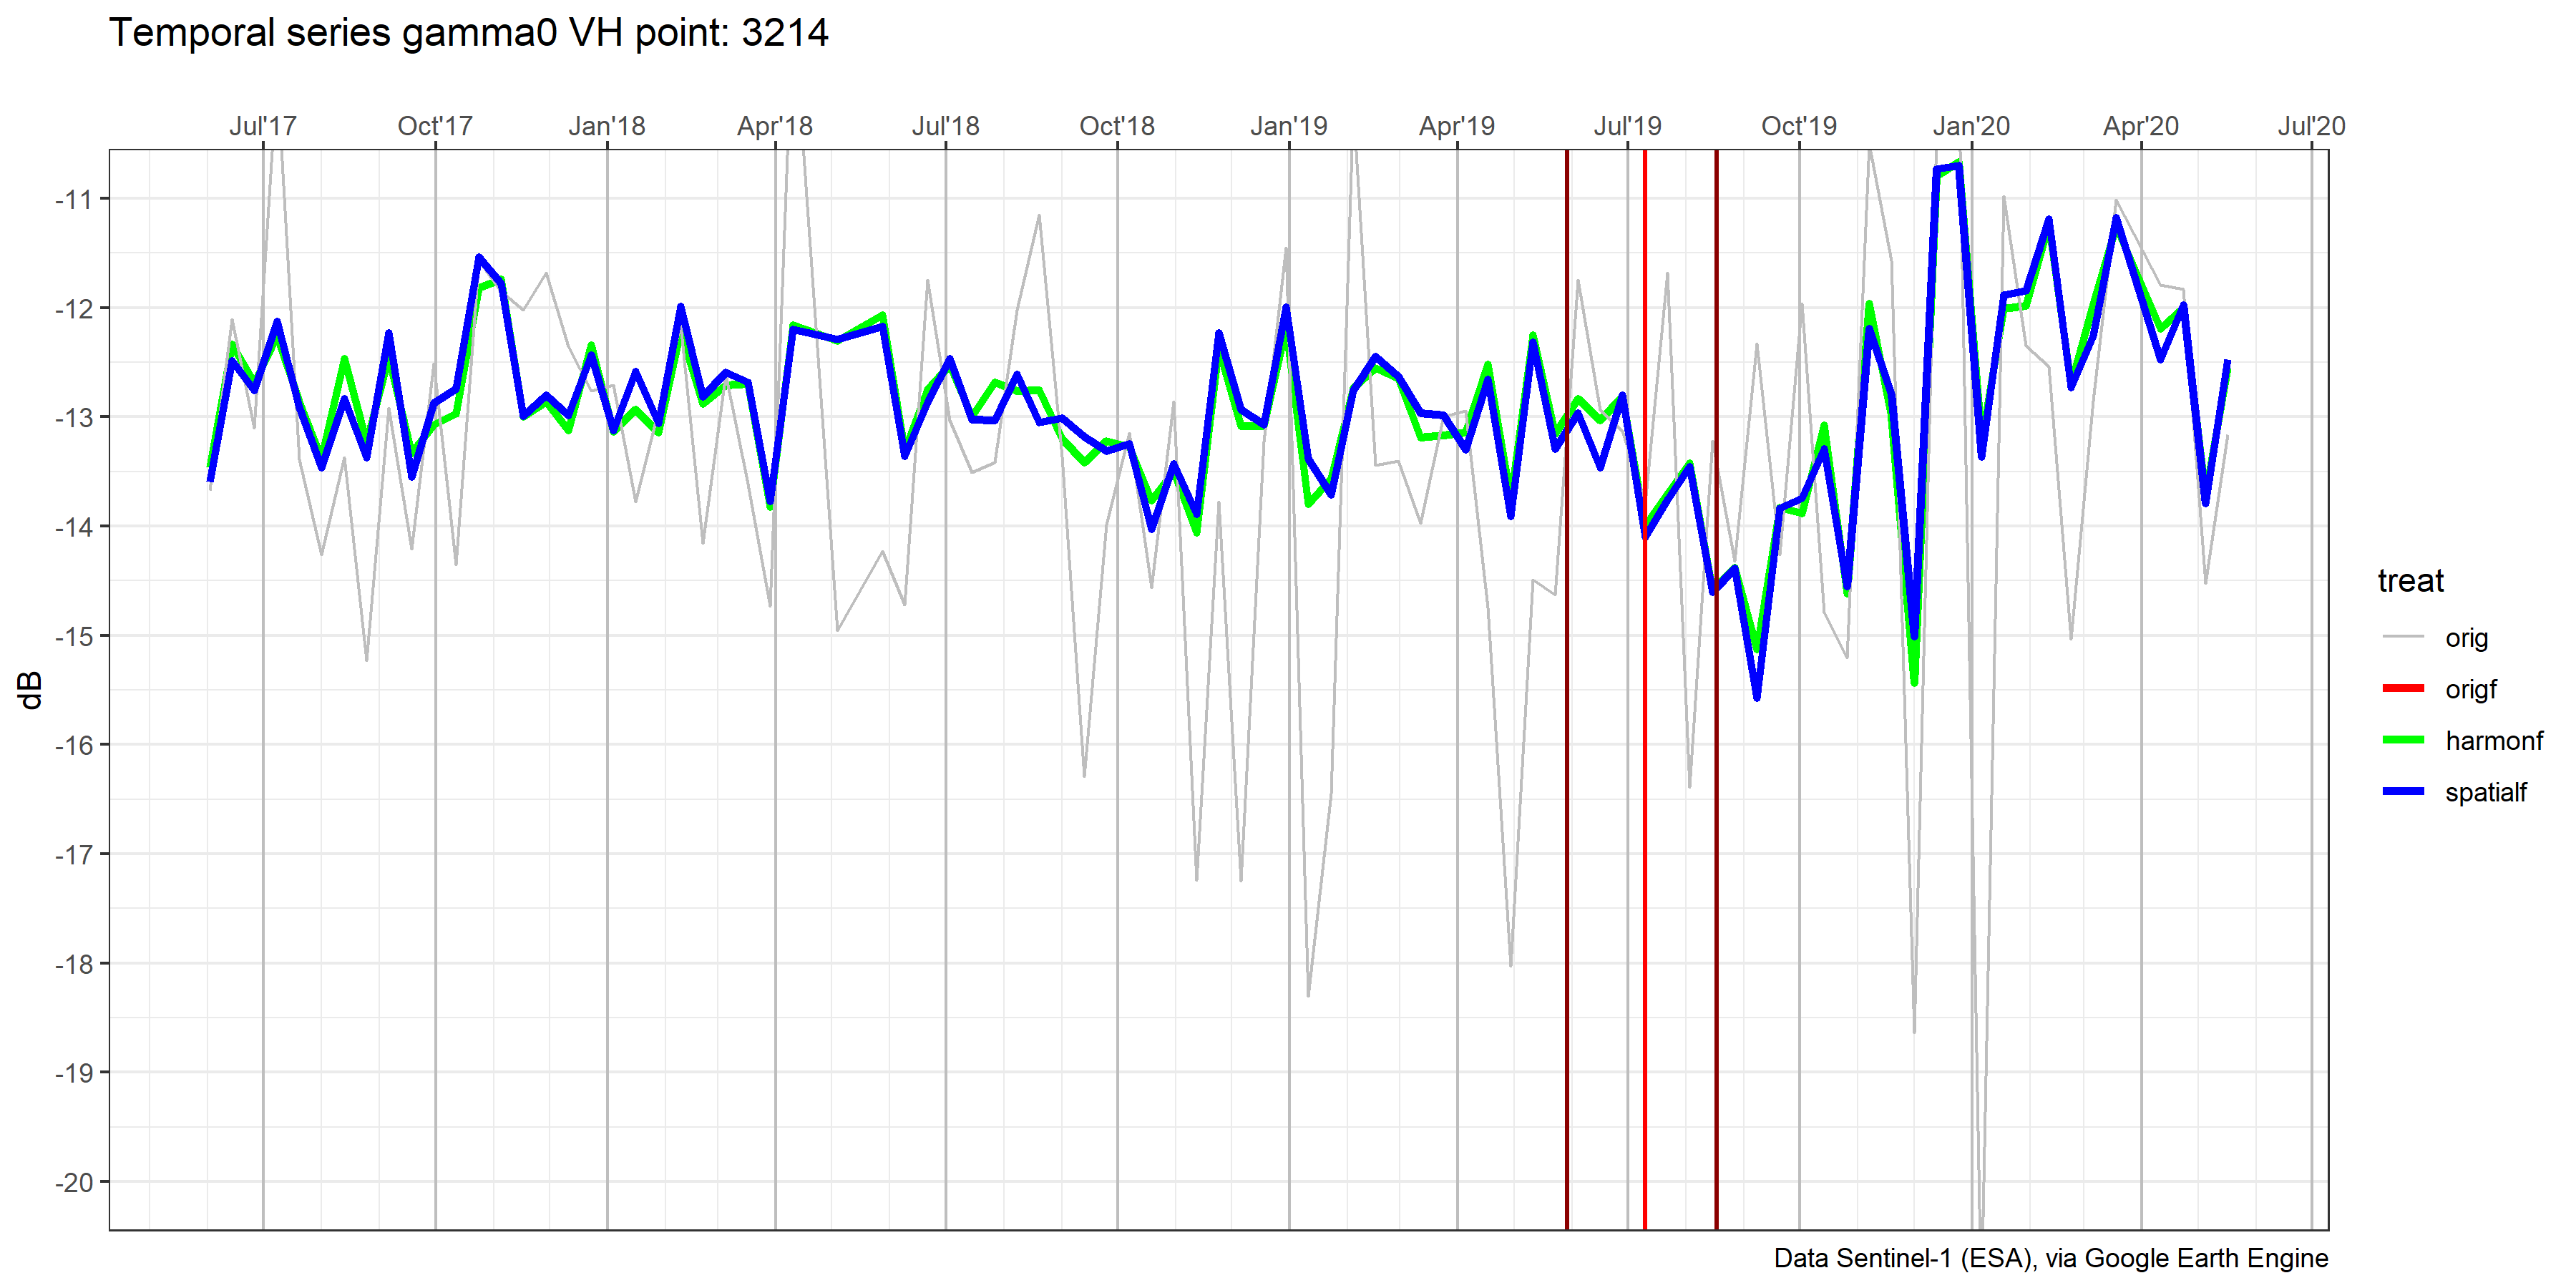 Temporal series gamma0 VH point: 3214
Jul'17 Oct'17 Jan'18 Apr'18 Jul'18 Oct'18 Jan'19 Apr'19 Jul'19 Oct'19 Jan'20 Apr'20 Jul'20
-11
-12
-13
-14
-15
-16
-17
-18
-19
-20
dB
treat
orig
origf
harmonf
spatialf
Data Sentinel-1 (ESA), via Google Earth Engine